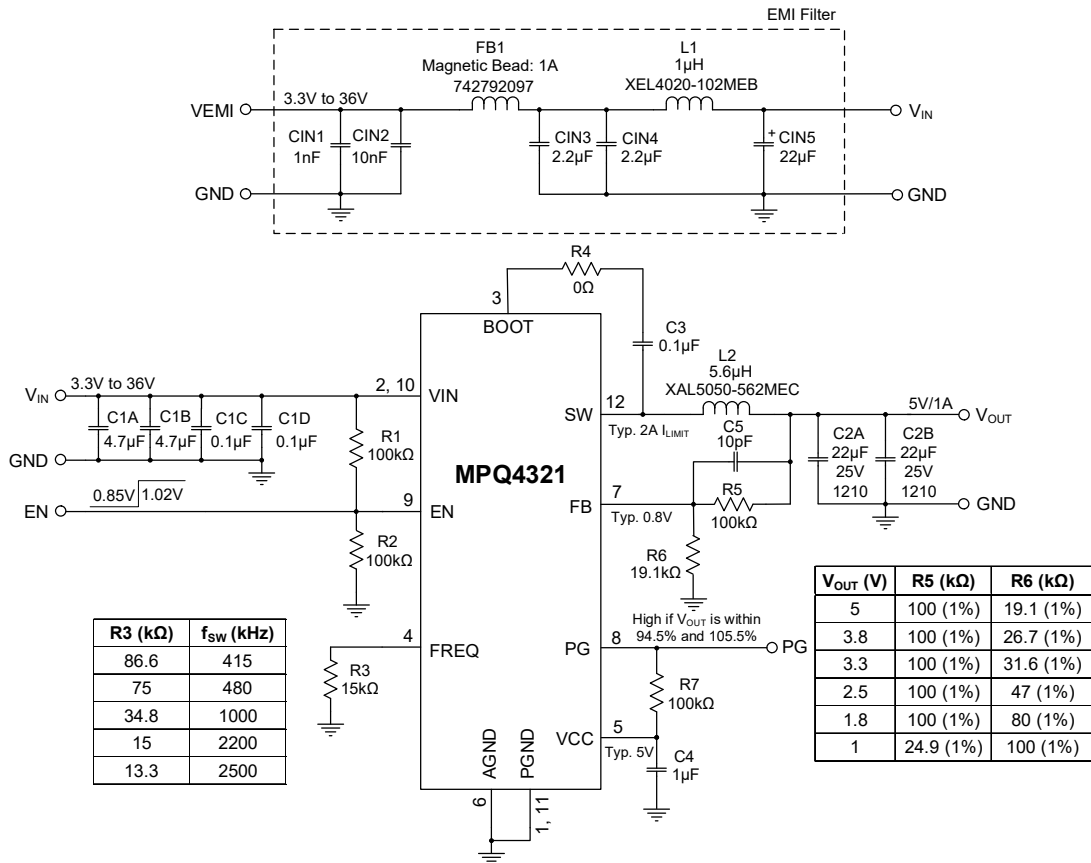 EMI Filter
FB1
Magnetic Bead: 1A
742792097
L1
1µH
XEL4020-102MEB
VEMI
3.3V to 36V
CIN1
1nF
CIN2
10nF
CIN3
2.2µF
CIN4
2.2µF
+
CIN5
22µF
VIN
GND
GND
R4
0Ω
3
BOOT
C3
0.1µF
VIN
3.3V to 36V
2, 10
VIN
C1A
4.7µF
C1B
4.7µF
C1C
0.1µF
C1D
0.1µF
GND
R1
100kΩ
EN
0.85V
1.02V
9
EN
R2
100kΩ
MPQ4321
SW
12
Typ. 2A ILIMIT
L2
5.6µH
XAL5050-562MEC
C5
10pF
5V/1A
VOUT
C2A
22µF
25V
1210
C2B
22µF
25V
1210
GND
FB
7
Typ. 0.8V
R5
100kΩ
R6
19.1kΩ
4
FREQ
R3
15kΩ
High if VOUT is within
94.5% and 105.5%
PG
8
PG
R7
100kΩ
VCC
5
Typ. 5V
C4
1µF
AGND
PGND
6
1, 11
R3 (kΩ) fSW (kHz)
86.6 415
75 480
34.8 1000
15 2200
13.3 2500
VOUT (V) R5 (kΩ) R6 (kΩ)
5 100 (1%) 19.1 (1%)
3.8 100 (1%) 26.7 (1%)
3.3 100 (1%) 31.6 (1%)
2.5 100 (1%) 47 (1%)
1.8 100 (1%) 80 (1%)
1 24.9 (1%) 100 (1%)